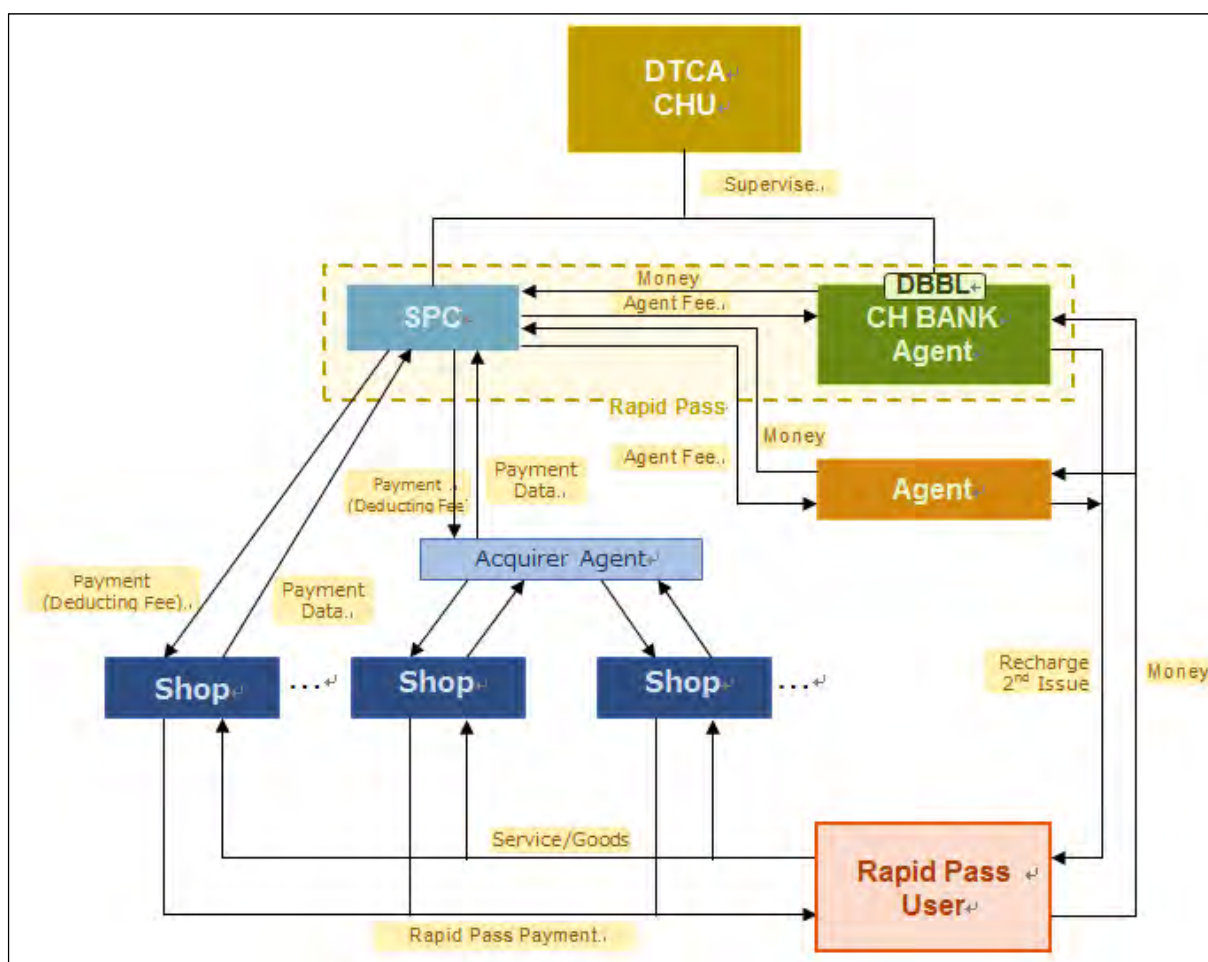 DTCA
CHU
Supervise..
DBBL
Money
SPC
Agent Fee..
CH BANK
Agent
Rapid Pass
Money
Agent Fee..
Payment
Data..
Payment ..
(Deducting Fee)
Agent
Acquirer Agent
Payment
(Deducting Fee)..
Payment
Data..
Shop
...
Shop
Shop
...
Recharge
2nd Issue
Money
Service/Goods
Rapid Pass
User
Rapid Pass Payment..